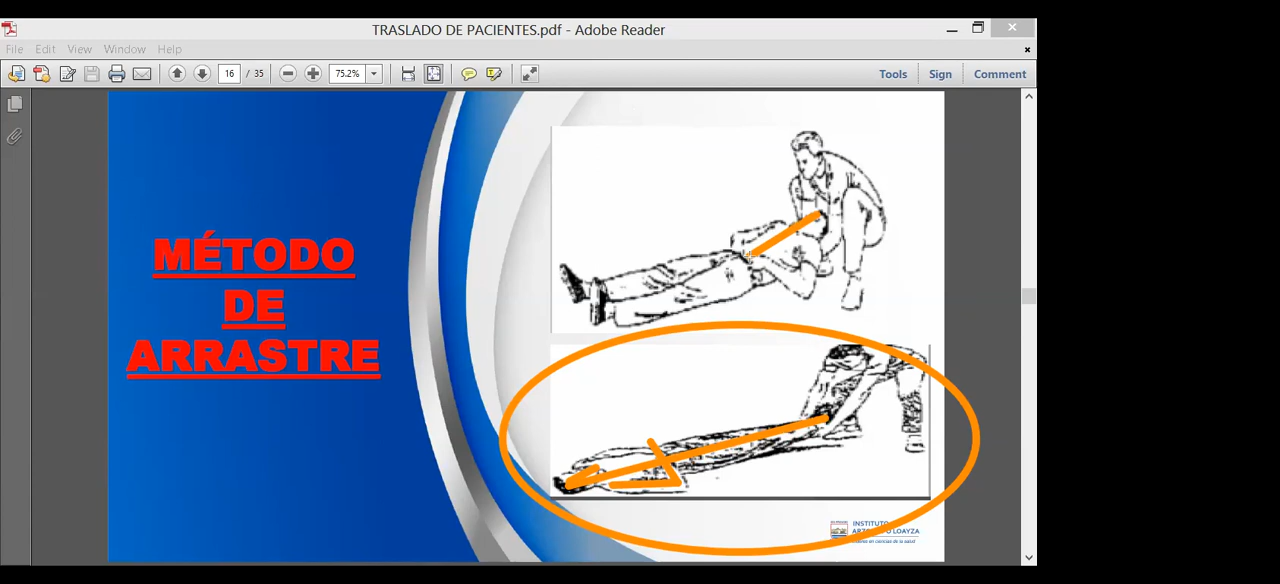 TRASLADO DE PACIENTES.pdf - Adobe Reader
File Edit View Window Help
16 / 35 75.2%
Tools Sign Comment
MÉTODO
DE
ARRASTRE
INSTITUTO
LOAYZA